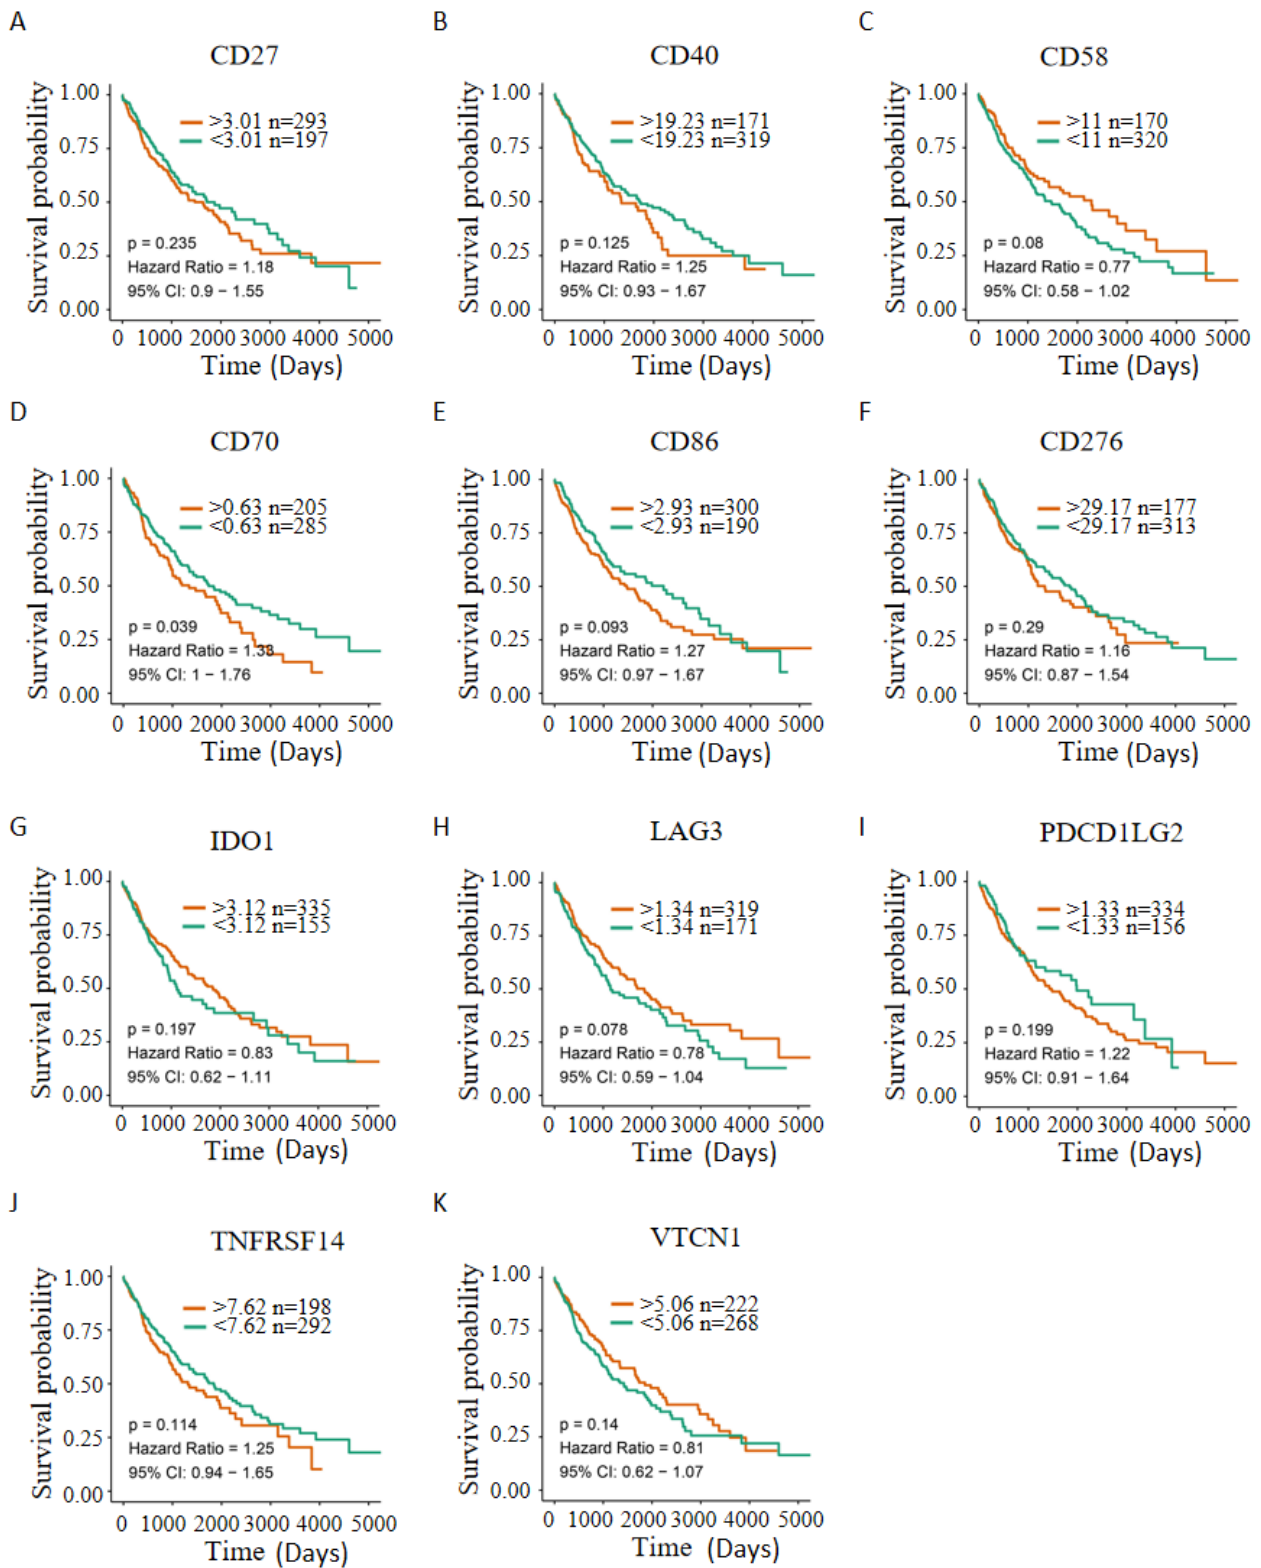 A
CD27
Survival probability
1.00
0.75
0.50
0.25
0.00
>3.01 n=293
<3.01 n=197
p = 0.235
Hazard Ratio = 1.18
95% CI: 0.9 − 1.55
0 1000 2000 3000 4000 5000
Time (Days)
B
CD40
Survival probability
1.00
0.75
0.50
0.25
0.00
>19.23 n=171
<19.23 n=319
p = 0.125
Hazard Ratio = 1.25
95% CI: 0.93 − 1.67
0 1000 2000 3000 4000 5000
Time (Days)
C
CD58
Survival probability
1.00
0.75
0.50
0.25
0.00
>11 n=170
<11 n=320
p = 0.08
Hazard Ratio = 0.77
95% CI: 0.58 − 1.02
0 1000 2000 3000 4000 5000
Time (Days)
D
CD70
Survival probability
1.00
0.75
0.50
0.25
0.00
>0.63 n=205
<0.63 n=285
p = 0.039
Hazard Ratio = 1.33
95% CI: 1 − 1.76
0 1000 2000 3000 4000 5000
Time (Days)
E
CD86
Survival probability
1.00
0.75
0.50
0.25
0.00
>2.93 n=300
<2.93 n=190
p = 0.093
Hazard Ratio = 1.27
95% CI: 0.97 − 1.67
0 1000 2000 3000 4000 5000
Time (Days)
F
CD276
Survival probability
1.00
0.75
0.50
0.25
0.00
>29.17 n=177
<29.17 n=313
p = 0.29
Hazard Ratio = 1.16
95% CI: 0.87 − 1.54
0 1000 2000 3000 4000 5000
Time (Days)
G
IDO1
Survival probability
1.00
0.75
0.50
0.25
0.00
>3.12 n=335
<3.12 n=155
p = 0.197
Hazard Ratio = 0.83
95% CI: 0.62 − 1.11
0 1000 2000 3000 4000 5000
Time (Days)
H
LAG3
Survival probability
1.00
0.75
0.50
0.25
0.00
>1.34 n=319
<1.34 n=171
p = 0.078
Hazard Ratio = 0.78
95% CI: 0.59 − 1.04
0 1000 2000 3000 4000 5000
Time (Days)
I
PDCD1LG2
Survival probability
1.00
0.75
0.50
0.25
0.00
>1.33 n=334
<1.33 n=156
p = 0.199
Hazard Ratio = 1.22
95% CI: 0.91 − 1.64
0 1000 2000 3000 4000 5000
Time (Days)
J
TNFRSF14
Survival probability
1.00
0.75
0.50
0.25
0.00
>7.62 n=198
<7.62 n=292
p = 0.114
Hazard Ratio = 1.25
95% CI: 0.94 − 1.65
0 1000 2000 3000 4000 5000
Time (Days)
K
VTCN1
Survival probability
1.00
0.75
0.50
0.25
0.00
>5.06 n=222
<5.06 n=268
p = 0.14
Hazard Ratio = 0.81
95% CI: 0.62 − 1.07
0 1000 2000 3000 4000 5000
Time (Days)